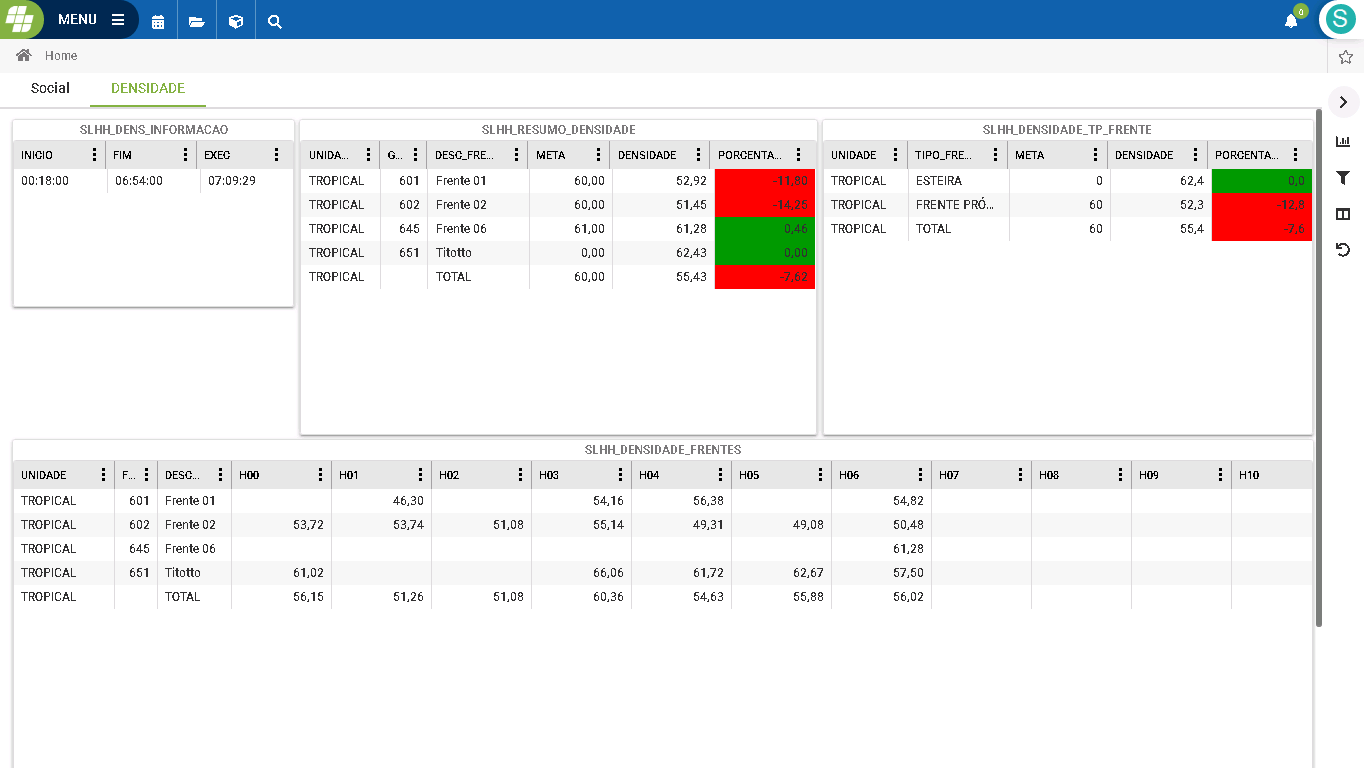 MENU
0
S
Home
Social DENSIDADE
SLHH_DENS_INFORMACAO
INICIO FIM EXEC
00:18:00 06:54:00 07:09:29
SLHH_RESUMO_DENSIDADE
UNIDA... G... DESC_FRE... META DENSIDADE PORCENTA...
TROPICAL 601 Frente 01 60,00 52,92 -11,80
TROPICAL 602 Frente 02 60,00 51,45 -14,25
TROPICAL 645 Frente 06 61,00 61,28 0,46
TROPICAL 651 Titotto 0,00 62,43 0,00
TROPICAL TOTAL 60,00 55,43 -7,62
SLHH_DENSIDADE_TP_FRENTE
UNIDADE TIPO_FRE... META DENSIDADE PORCENTA...
TROPICAL ESTEIRA 0 62,4 0,0
TROPICAL FRENTE PRÓ... 60 52,3 -12,8
TROPICAL TOTAL 60 55,4 -7,6
SLHH_DENSIDADE_FRENTES
UNIDADE F... DESC... H00 H01 H02 H03 H04 H05 H06 H07 H08 H09 H10
TROPICAL 601 Frente 01 46,30 54,16 56,38 54,82
TROPICAL 602 Frente 02 53,72 53,74 51,08 55,14 49,31 49,08 50,48
TROPICAL 645 Frente 06 61,28
TROPICAL 651 Titotto 61,02 66,06 61,72 62,67 57,50
TROPICAL TOTAL 56,15 51,26 51,08 60,36 54,63 55,88 56,02